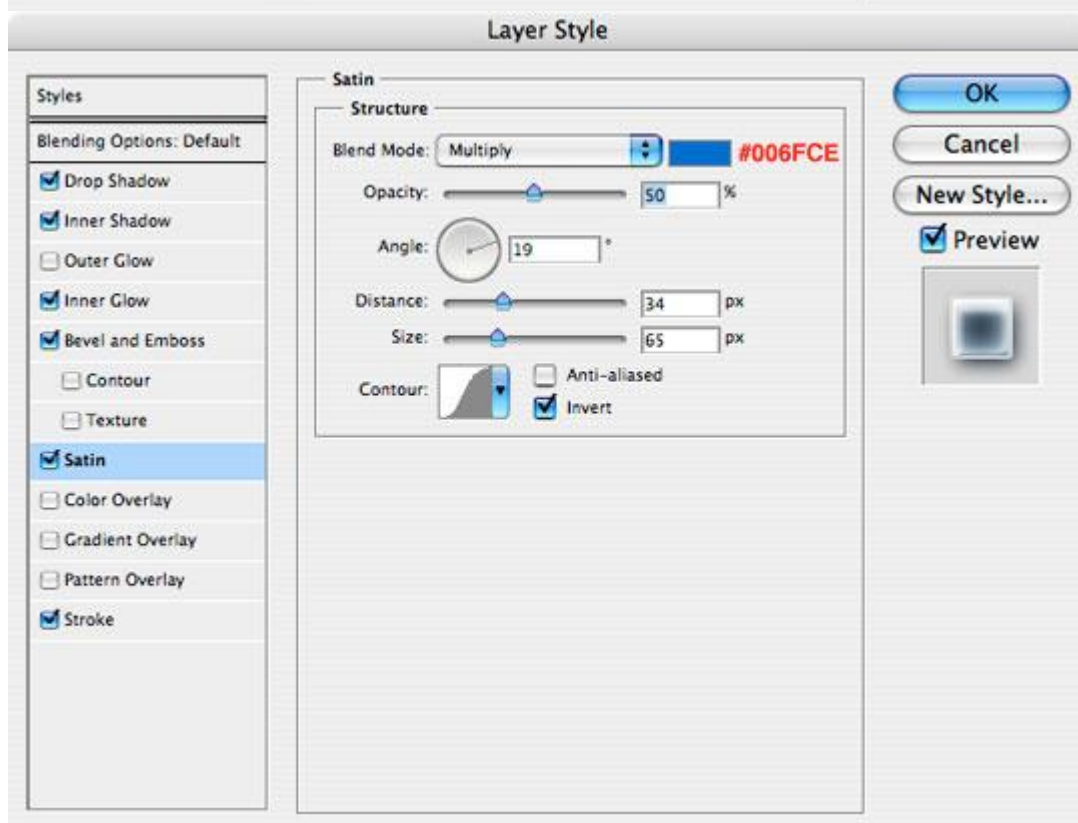 Layer Style
Styles
Blending Options: Default
Drop Shadow
Inner Shadow
Outer Glow
Inner Glow
Bevel and Emboss
Contour
Texture
Satin
Color Overlay
Gradient Overlay
Pattern Overlay
Stroke
Satin
Structure
Blend Mode: Multiply #006FCE
Opacity: 50 %
Angle: 19 °
Distance: 34 px
Size: 65 px
Contour: Anti-aliased
Invert
OK
Cancel
New Style...
Preview